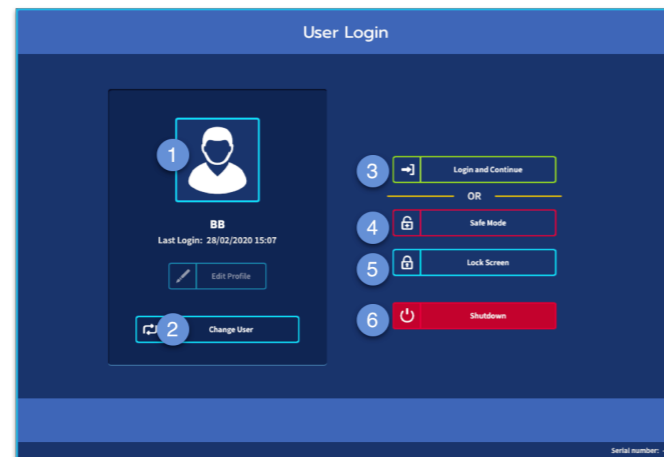 User Login
1
BB
Last Login: 28/02/2020 15:07
Edit Profile
2
Change User
3
Login and Continue
OR
4
Safe Mode
5
Lock Screen
6
Shutdown
Serial number: